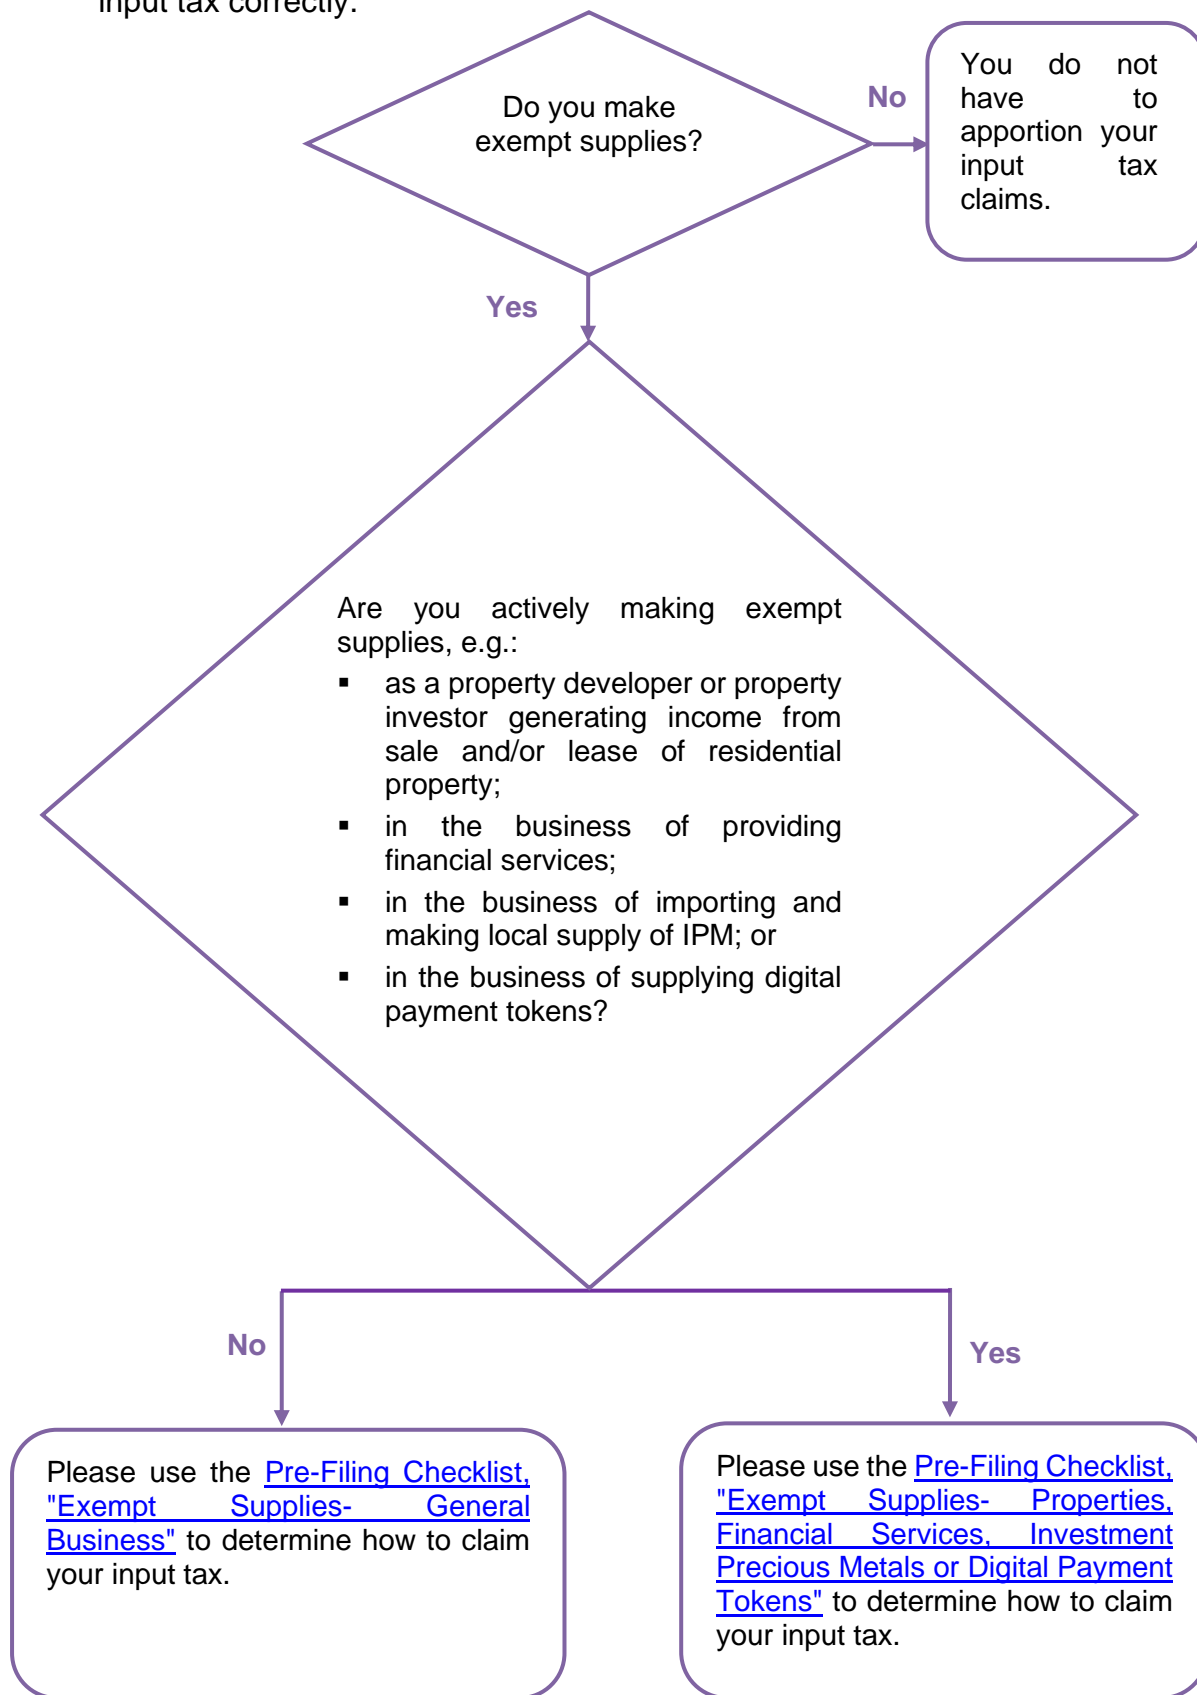 input tax correctly.
Do you make
exempt supplies?
No
You do not
have to
apportion your
input tax
claims.
Yes
Are you actively making exempt
supplies, e.g.:
▪ as a property developer or property
investor generating income from
sale and/or lease of residential
property;
▪ in the business of providing
financial services;
▪ in the business of importing and
making local supply of IPM; or
▪ in the business of supplying digital
payment tokens?
No
Yes
Please use the Pre-Filing Checklist,
"Exempt Supplies- General
Business" to determine how to claim
your input tax.
Please use the Pre-Filing Checklist,
"Exempt Supplies- Properties,
Financial Services, Investment
Precious Metals or Digital Payment
Tokens" to determine how to claim
your input tax.